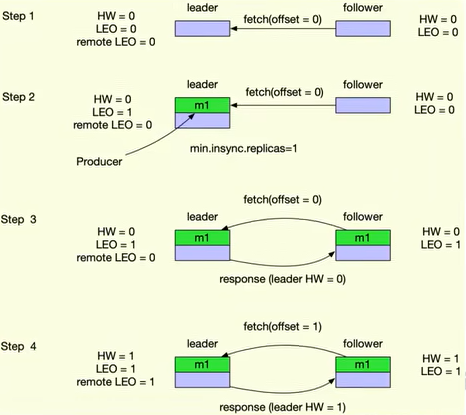 Step 1
HW = 0
LEO = 0
remote LEO = 0
leader
fetch(offset = 0)
follower
HW = 0
LEO = 0
Step 2
HW = 0
LEO = 1
remote LEO = 0
leader
m1
fetch(offset = 0)
follower
HW = 0
LEO = 0
Producer
min.insync.replicas=1
Step 3
HW = 0
LEO = 1
remote LEO = 0
leader
m1
fetch(offset = 0)
follower
m1
HW = 0
LEO = 1
response (leader HW = 0)
Step 4
HW = 1
LEO = 1
remote LEO = 1
leader
m1
fetch(offset = 1)
follower
m1
HW = 1
LEO = 1
response (leader HW = 1)